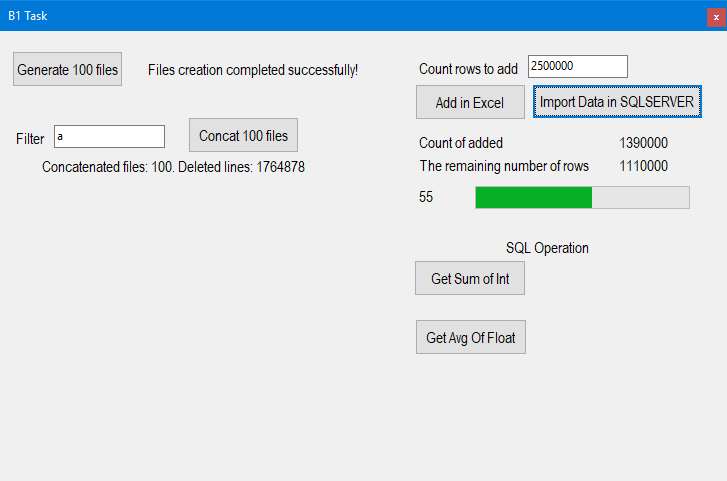 B1 Task
x
Generate 100 files
Files creation completed successfully!
Count rows to add
2500000
Add in Excel
Import Data in SQLSERVER
Filter
a
Concat 100 files
Concatenated files: 100. Deleted lines: 1764878
Count of added
1390000
The remaining number of rows
1110000
55
SQL Operation
Get Sum of Int
Get Avg Of Float